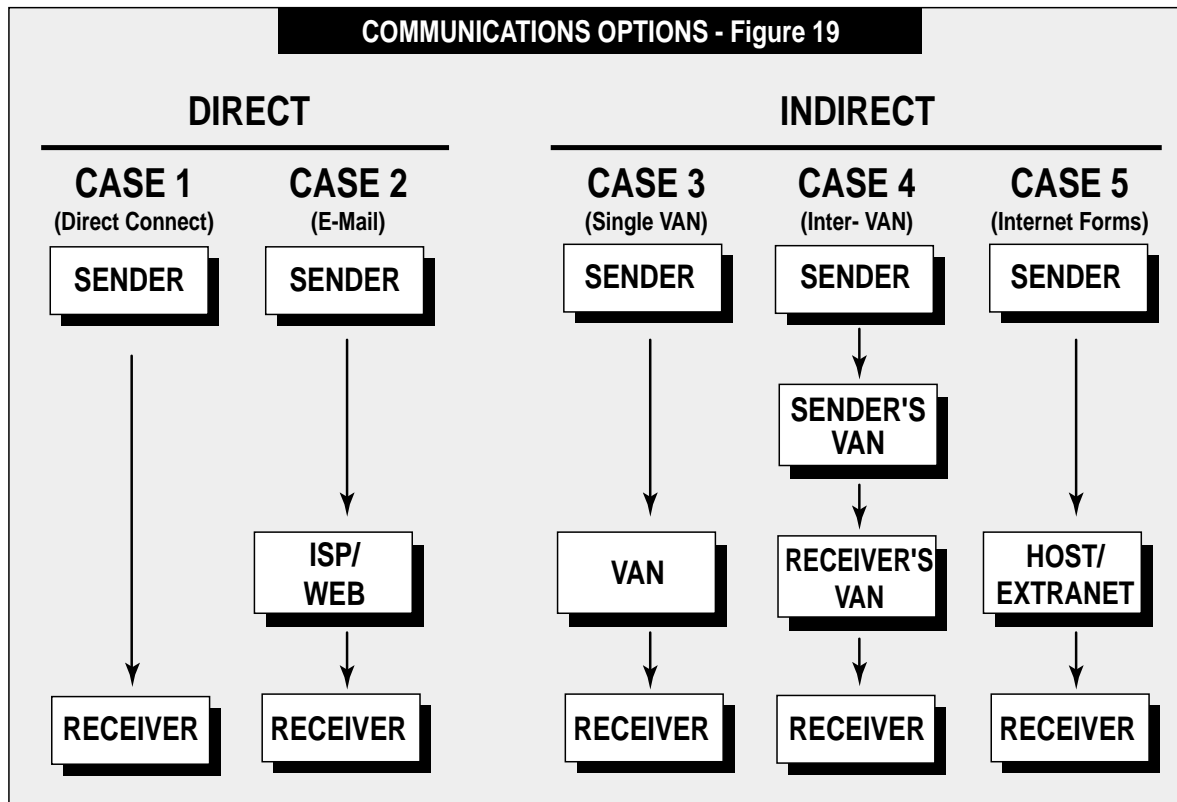 COMMUNICATIONS OPTIONS - Figure 19
DIRECT
INDIRECT
CASE 1
(Direct Connect)
SENDER
RECEIVER
CASE 2
(E-Mail)
SENDER
ISP/
WEB
RECEIVER
CASE 3
(Single VAN)
SENDER
VAN
RECEIVER
CASE 4
(Inter- VAN)
SENDER
SENDER'S
VAN
RECEIVER'S
VAN
RECEIVER
CASE 5
(Internet Forms)
SENDER
HOST/
EXTRANET
RECEIVER